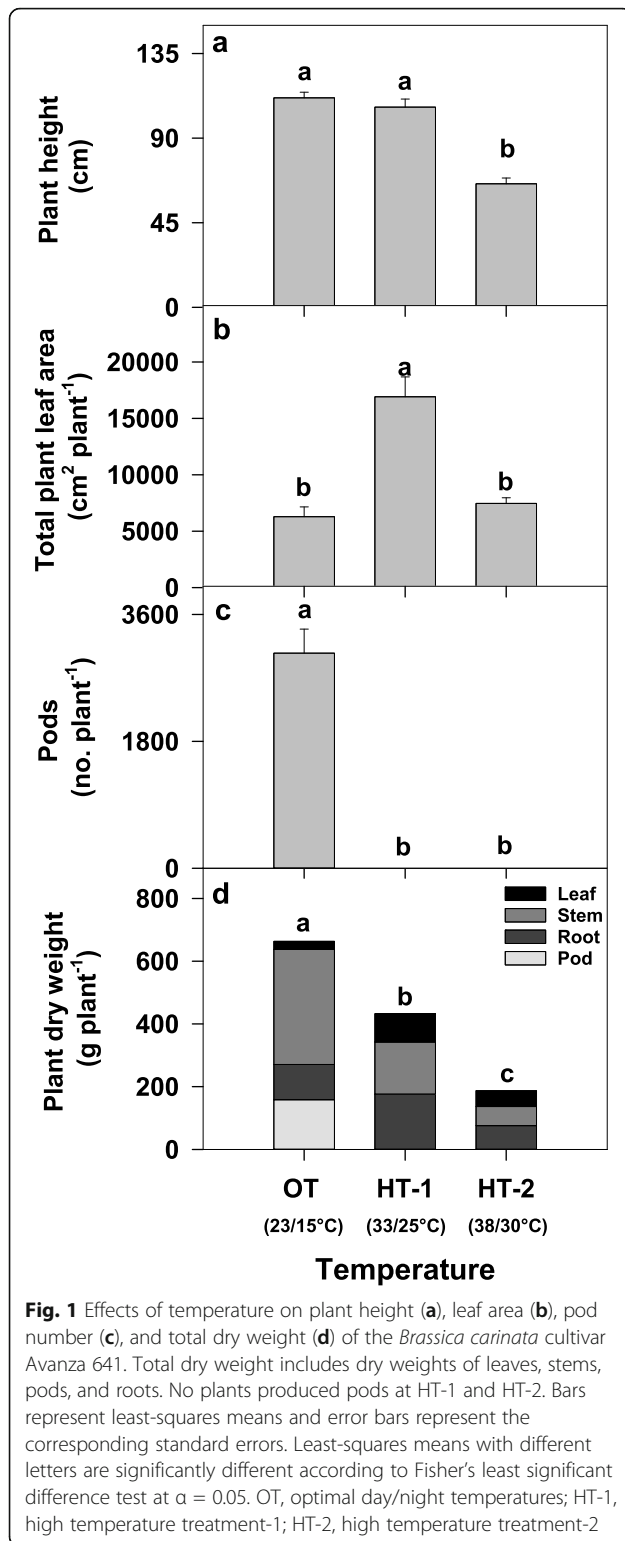 a
135
90
45
0
Plant height
(cm)
a
a
b
b
20000
15000
10000
5000
0
Total plant leaf area
(cm² plant⁻¹)
b
a
b
c
3600
1800
0
Pods
(no. plant⁻¹)
a
b
b
d
800
600
400
200
0
Plant dry weight
(g plant⁻¹)
a
b
c
Leaf
Stem
Root
Pod
OT HT-1 HT-2
(23/15°C) (33/25°C) (38/30°C)
Temperature
Fig. 1 Effects of temperature on plant height (a), leaf area (b), pod
number (c), and total dry weight (d) of the Brassica carinata cultivar
Avanza 641. Total dry weight includes dry weights of leaves, stems,
pods, and roots. No plants produced pods at HT-1 and HT-2. Bars
represent least-squares means and error bars represent the
corresponding standard errors. Least-squares means with different
letters are significantly different according to Fisher's least significant
difference test at α = 0.05. OT, optimal day/night temperatures; HT-1,
high temperature treatment-1; HT-2, high temperature treatment-2